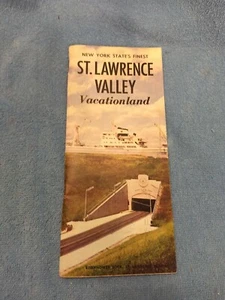 NEW YORK STATE'S FINEST
ST. LAWRENCE
VALLEY
Vacationland